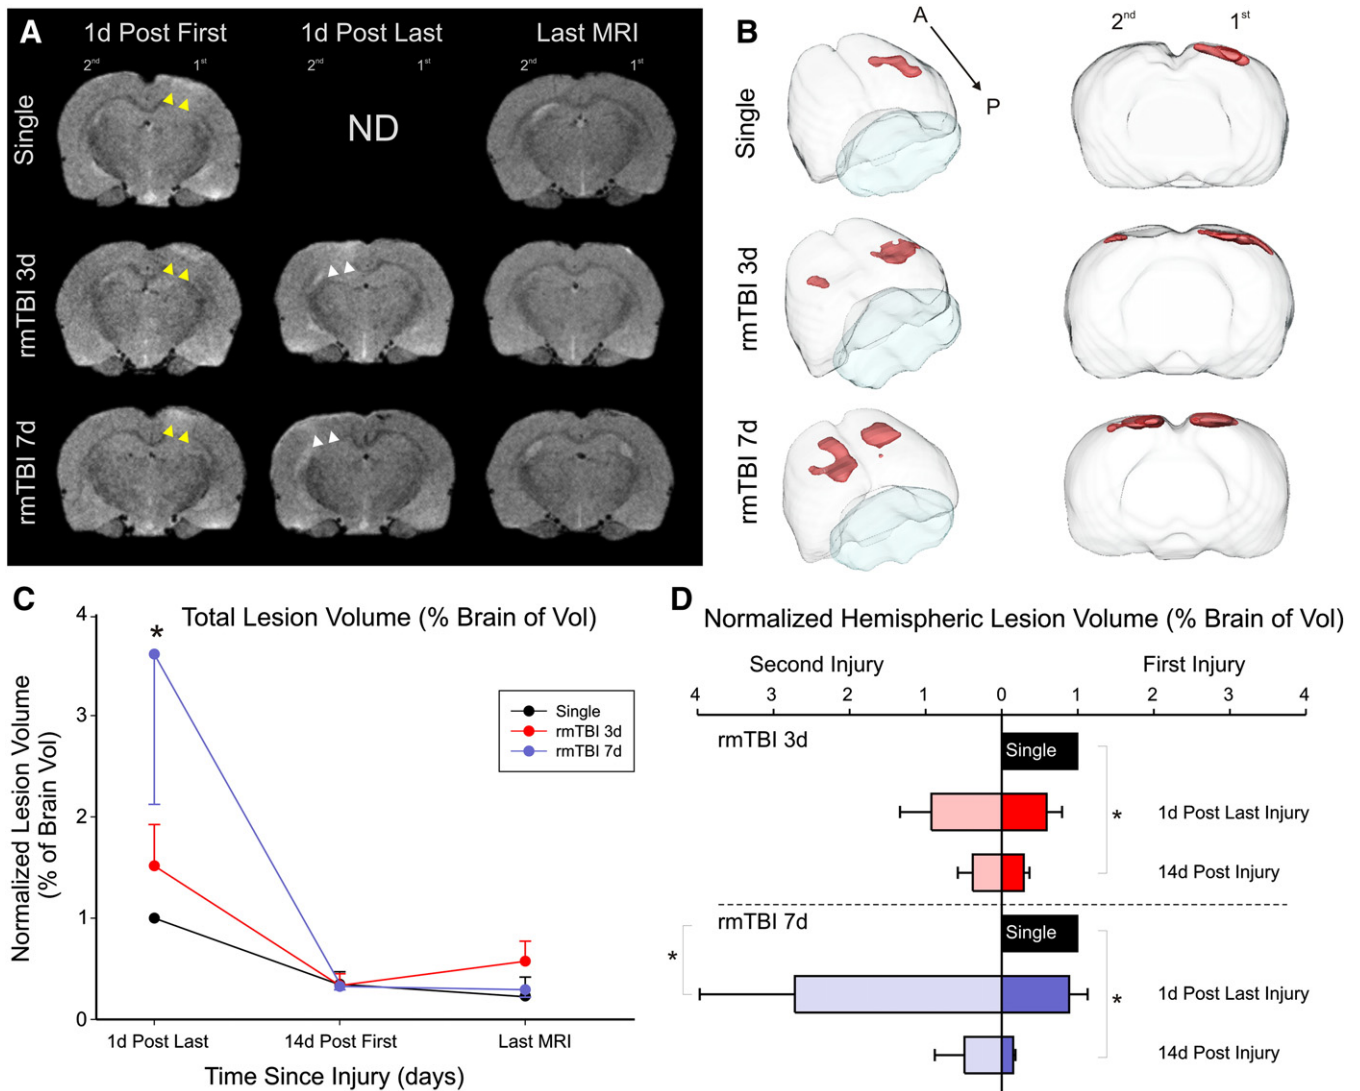 A
1d Post First
1d Post Last
Last MRI
2nd
1st
2nd
1st
2nd
1st
Single
ND
rmTBI 3d
rmTBI 7d
B
A
P
2nd
1st
Single
rmTBI 3d
rmTBI 7d
C
Total Lesion Volume (% Brain of Vol)
Normalized Lesion Volume
(% of Brain Vol)
4
3
2
1
0
*
Single
rmTBI 3d
rmTBI 7d
1d Post Last
14d Post First
Last MRI
Time Since Injury (days)
D
Normalized Hemispheric Lesion Volume (% Brain of Vol)
Second Injury
First Injury
4 3 2 1 0 1 2 3 4
rmTBI 3d
Single
1d Post Last Injury
*
14d Post Injury
rmTBI 7d
Single
*
1d Post Last Injury
*
14d Post Injury